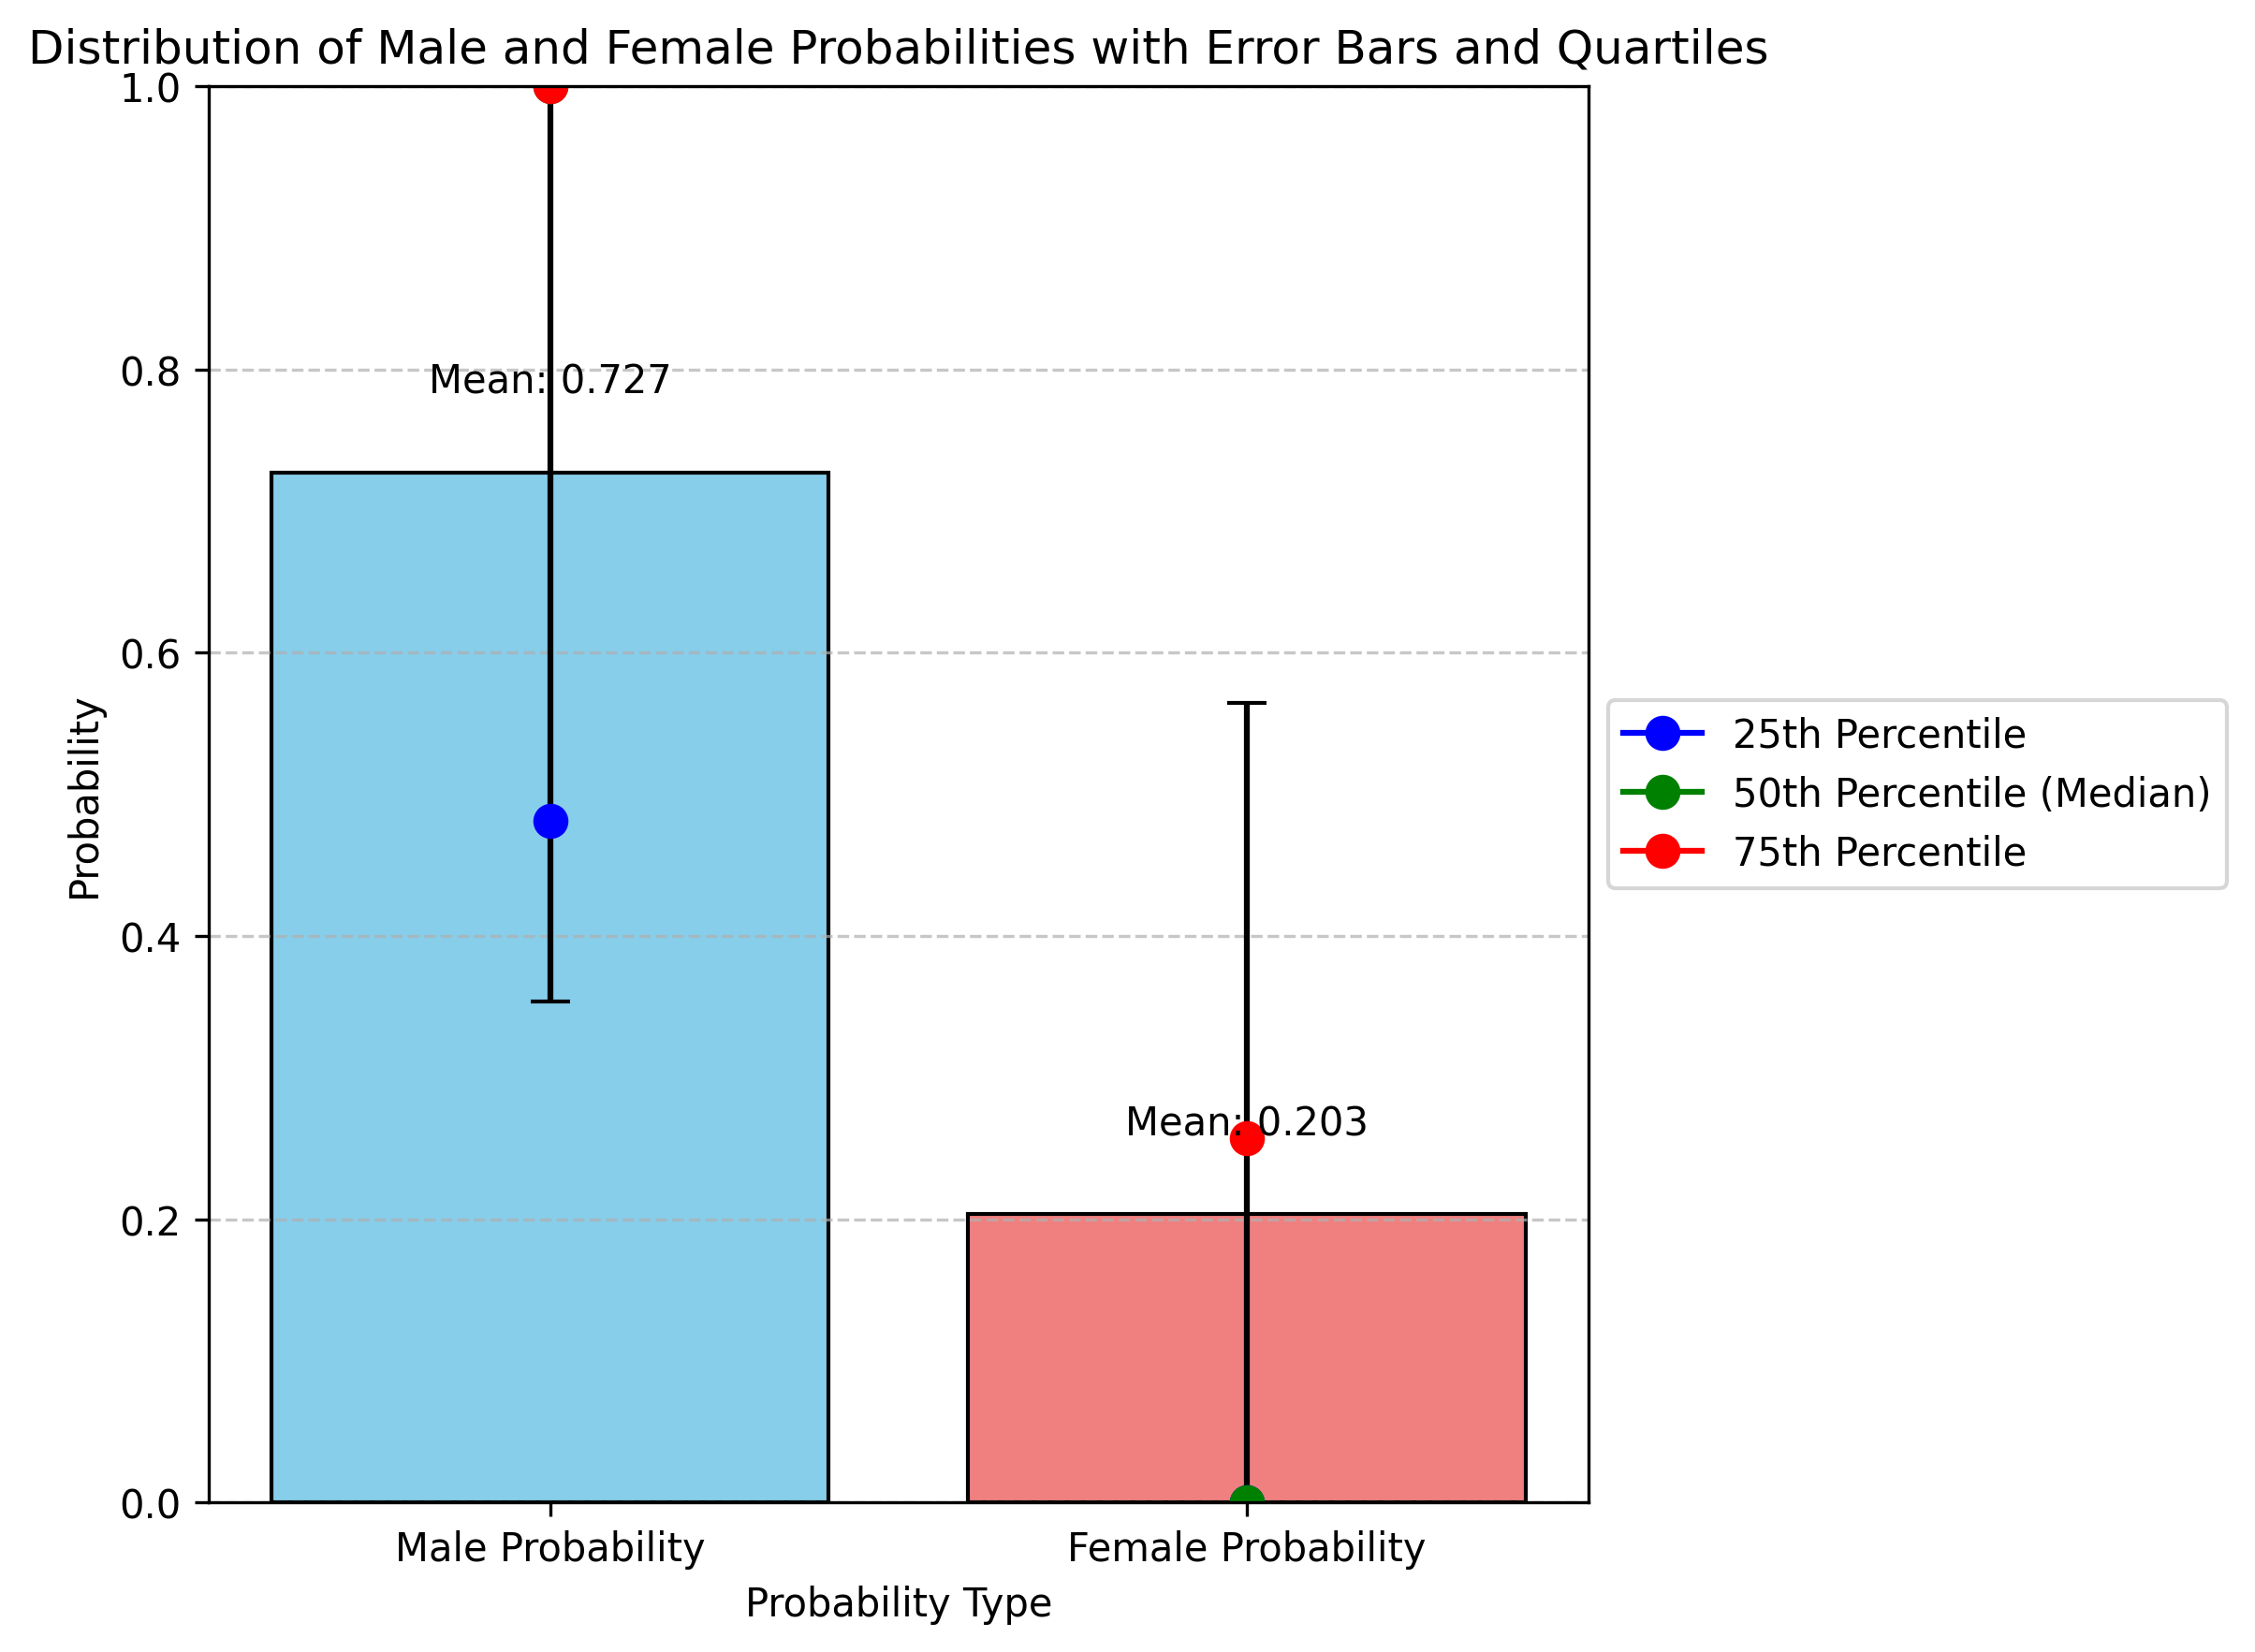 Distribution of Male and Female Probabilities with Error Bars and Quartiles
1.0
0.8
0.6
0.4
0.2
0.0
Probability
Mean: 0.727
Mean: 0.203
25th Percentile
50th Percentile (Median)
75th Percentile
Male Probability
Female Probability
Probability Type